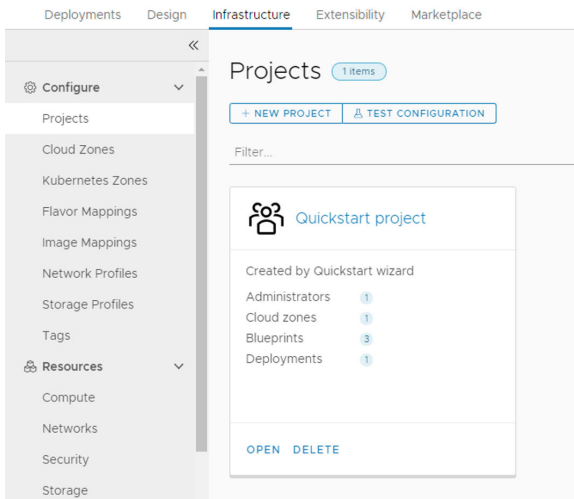 Deployments Design Infrastructure Extensibility Marketplace
«
Configure
Projects
Cloud Zones
Kubernetes Zones
Flavor Mappings
Image Mappings
Network Profiles
Storage Profiles
Tags
Resources
Compute
Networks
Security
Storage
Projects 1 items
+ NEW PROJECT TEST CONFIGURATION
Filter...
Quickstart project
Created by Quickstart wizard
Administrators 1
Cloud zones 1
Blueprints 3
Deployments 1
OPEN DELETE